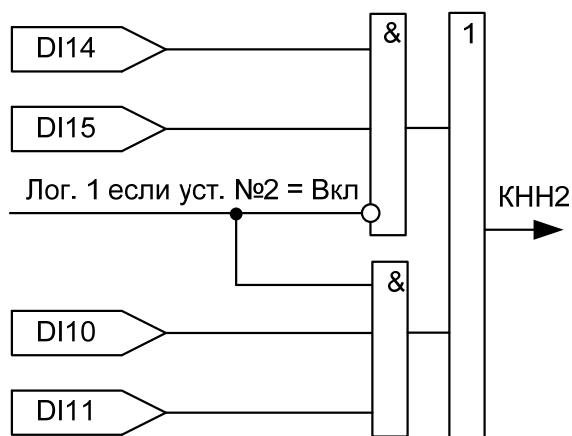 DI14
&
1
DI15
Лог. 1 если уст. №2 = Вкл
КНН2
&
DI10
DI11